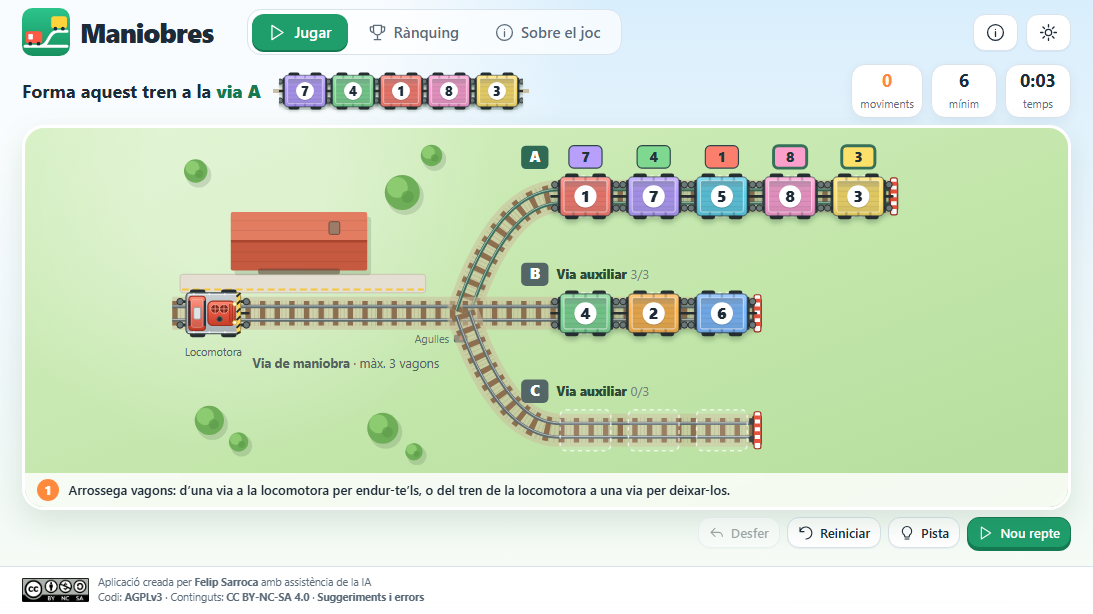 Maniobres
Jugar
Rànquing
Sobre el joc
Forma aquest tren a la via A
7 4 1 8 3
0
moviments
6
mínim
0:03
temps
A 7 4 1 8 3
1 7 5 8 3
B Via auxiliar 3/3
4 2 6
Locomotora
Agulles
Via de maniobra · màx. 3 vagons
C Via auxiliar 0/3
1 Arrossega vagons: d’una via a la locomotora per endur-te’ls, o del tren de la locomotora a una via per deixar-los.
Desfer
Reiniciar
Pista
Nou repte
cc BY NC SA
Aplicació creada per Felip Sarroca amb assistència de la IA
Codi: AGPLv3 · Continguts: CC BY-NC-SA 4.0 · Suggeriments i errors